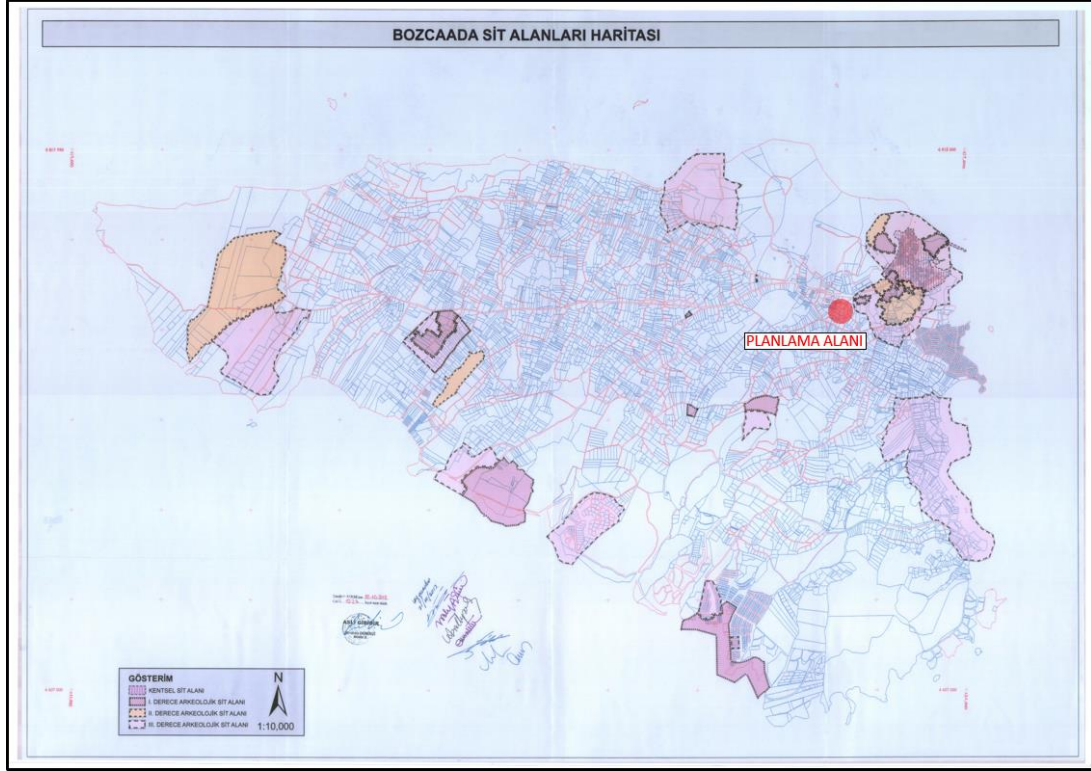 BOZCAADA SİT ALANLARI HARİTASI
PLANLAMA ALANI
GÖSTERİM
N
KENTSEL SİT ALANI
I. DERECE ARKEOLOJİK SİT ALANI
II. DERECE ARKEOLOJİK SİT ALANI
III. DERECE ARKEOLOJİK SİT ALANI
1:10,000